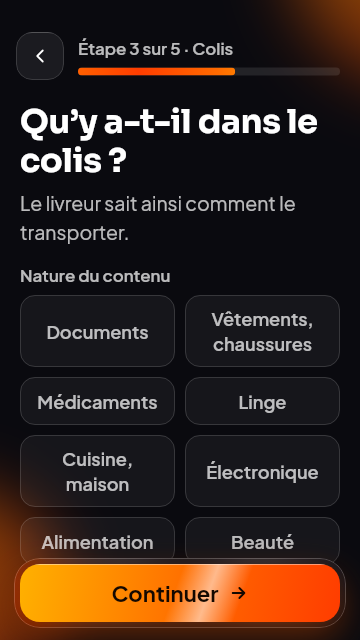 Étape 3 sur 5 · Colis
Qu’y a-t-il dans le
colis ?
Le livreur sait ainsi comment le
transporter.
Nature du contenu
Documents
Vêtements,
chaussures
Médicaments
Linge
Cuisine,
maison
Électronique
Alimentation
Beauté
Continuer →